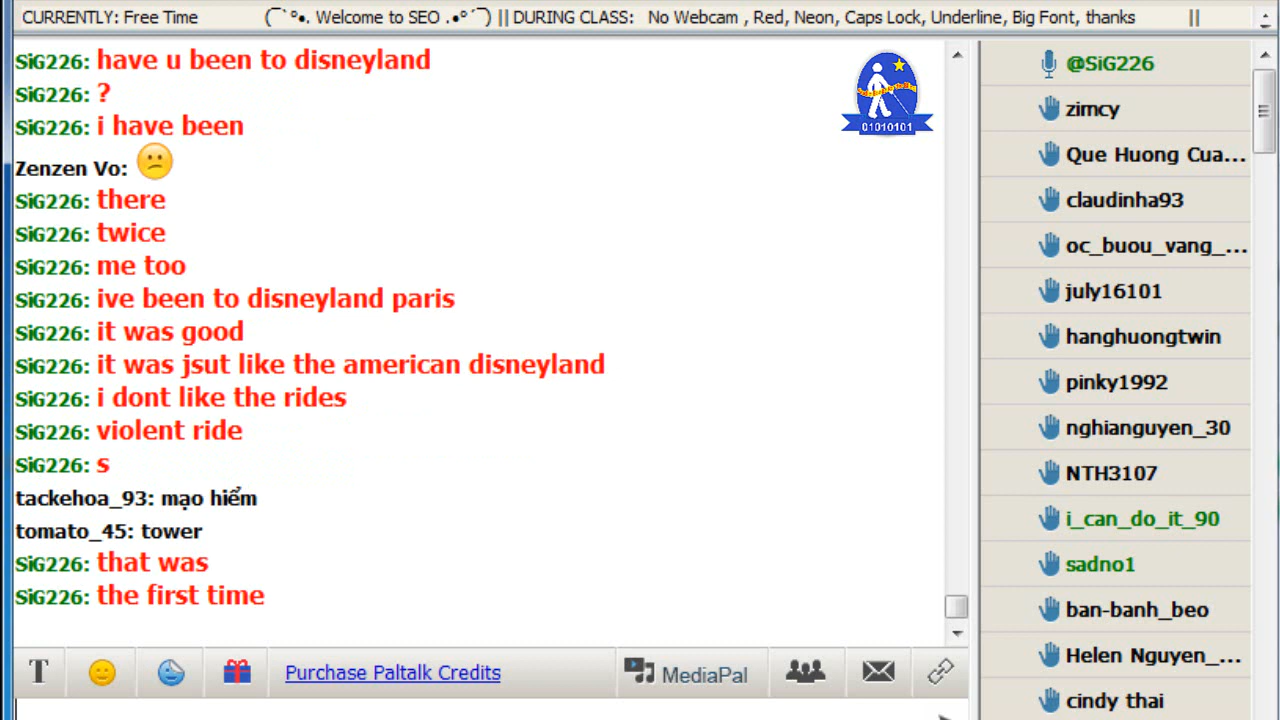 CURRENTLY: Free Time (¯`°•. Welcome to SEO .•°´¯) || DURING CLASS: No Webcam , Red, Neon, Caps Lock, Underline, Big Font, thanks ||
SiG226: have u been to disneyland
SiG226: ?
SiG226: i have been
Zenzen Vo:
SiG226: there
SiG226: twice
SiG226: me too
SiG226: ive been to disneyland paris
SiG226: it was good
SiG226: it was jsut like the american disneyland
SiG226: i dont like the rides
SiG226: violent ride
SiG226: s
tackehoa_93: mạo hiểm
tomato_45: tower
SiG226: that was
SiG226: the first time
01010101
@SiG226
zimcy
Que Huong Cua...
claudinha93
oc_buou_vang_...
july16101
hanghuongtwin
pinky1992
nghianguyen_30
NTH3107
i_can_do_it_90
sadno1
ban-banh_beo
Helen Nguyen_...
cindy thai
T
Purchase Paltalk Credits
MediaPal